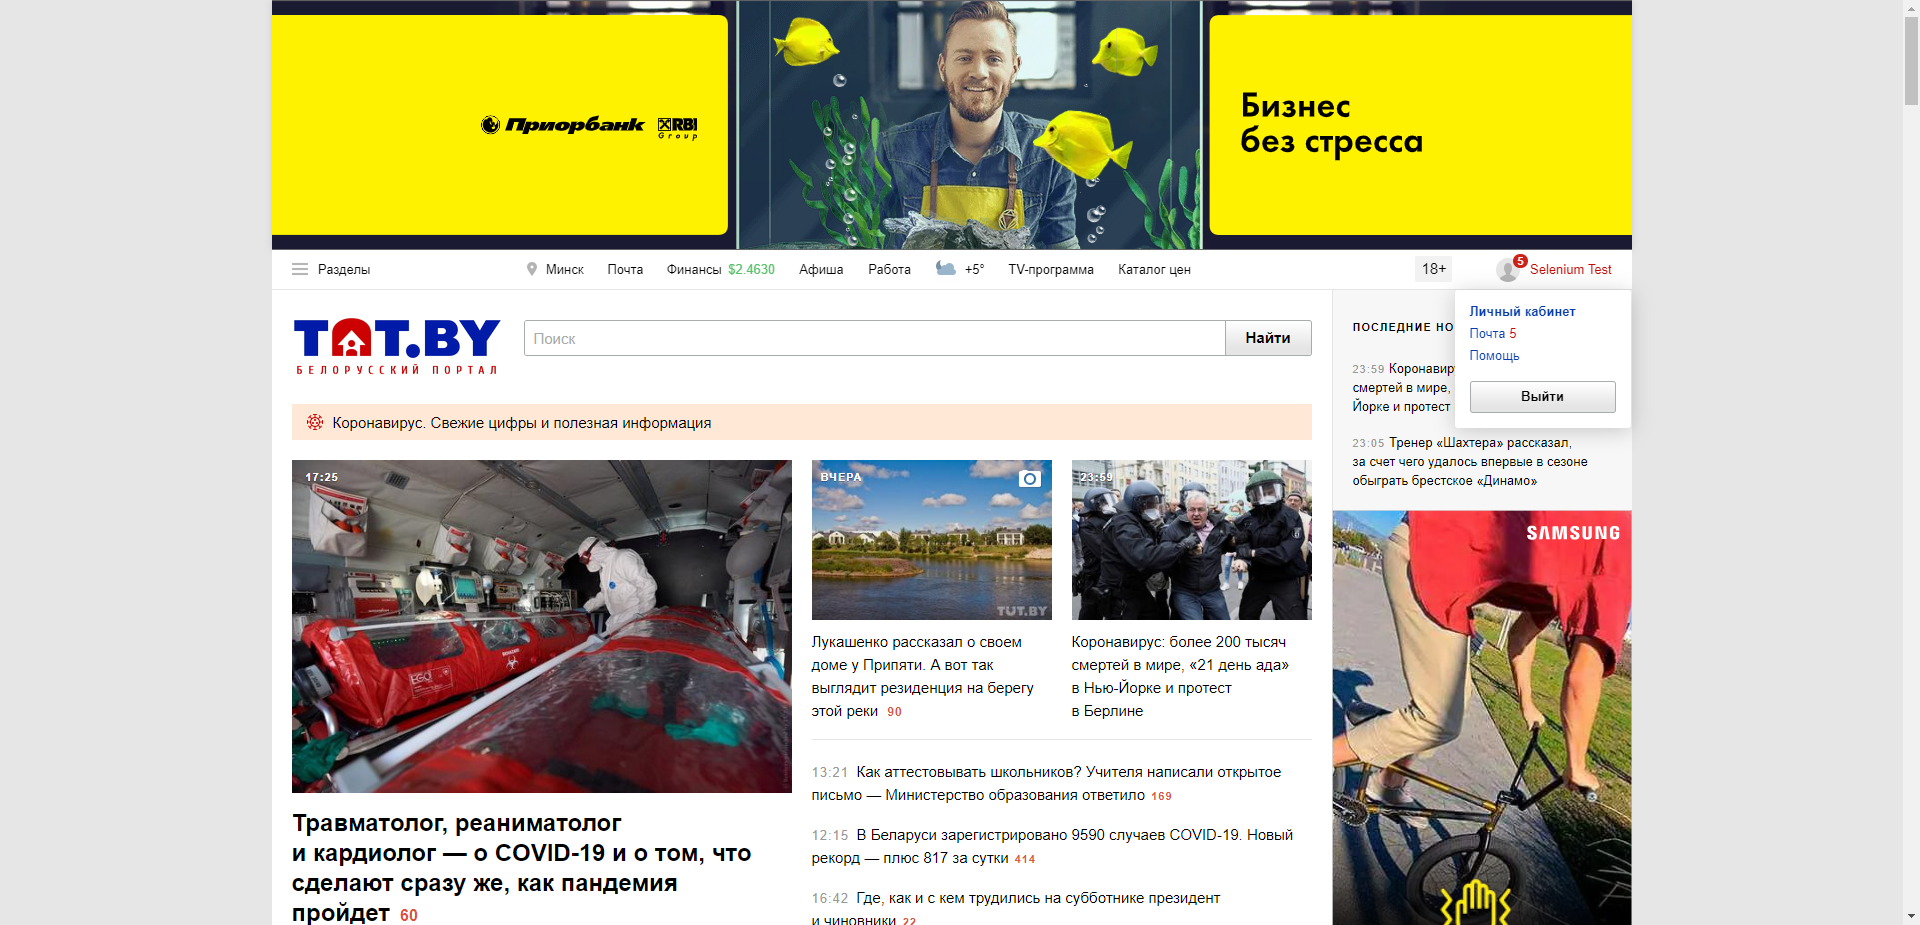 Приорбанк RBI
Group
Бизнес
без стресса
Разделы
Минск Почта Финансы $2.4630 Афиша Работа +5° TV-программа Каталог цен
18+
5
Selenium Test
TUT.BY
БЕЛОРУССКИЙ ПОРТАЛ
Поиск
Найти
Коронавирус. Свежие цифры и полезная информация
17:25
Травматолог, реаниматолог
и кардиолог — о COVID-19 и о том, что
сделают сразу же, как пандемия
пройдет 60
ВЧЕРА
TUT.BY
Лукашенко рассказал о своем
доме у Припяти. А вот так
выглядит резиденция на берегу
этой реки 90
23:59
Коронавирус: более 200 тысяч
смертей в мире, «21 день ада»
в Нью-Йорке и протест
в Берлине
13:21 Как аттестовывать школьников? Учителя написали открытое
письмо — Министерство образования ответило 169
12:15 В Беларуси зарегистрировано 9590 случаев COVID-19. Новый
рекорд — плюс 817 за сутки 414
16:42 Где, как и с кем трудились на субботнике президент
и чиновники 22
ПОСЛЕДНИЕ НО
23:59 Коронавир
смертей в мире,
Йорке и протест
23:05 Тренер «Шахтера» рассказал,
за счет чего удалось впервые в сезоне
обыграть брестское «Динамо»
Личный кабинет
Почта 5
Помощь
Выйти
SAMSUNG